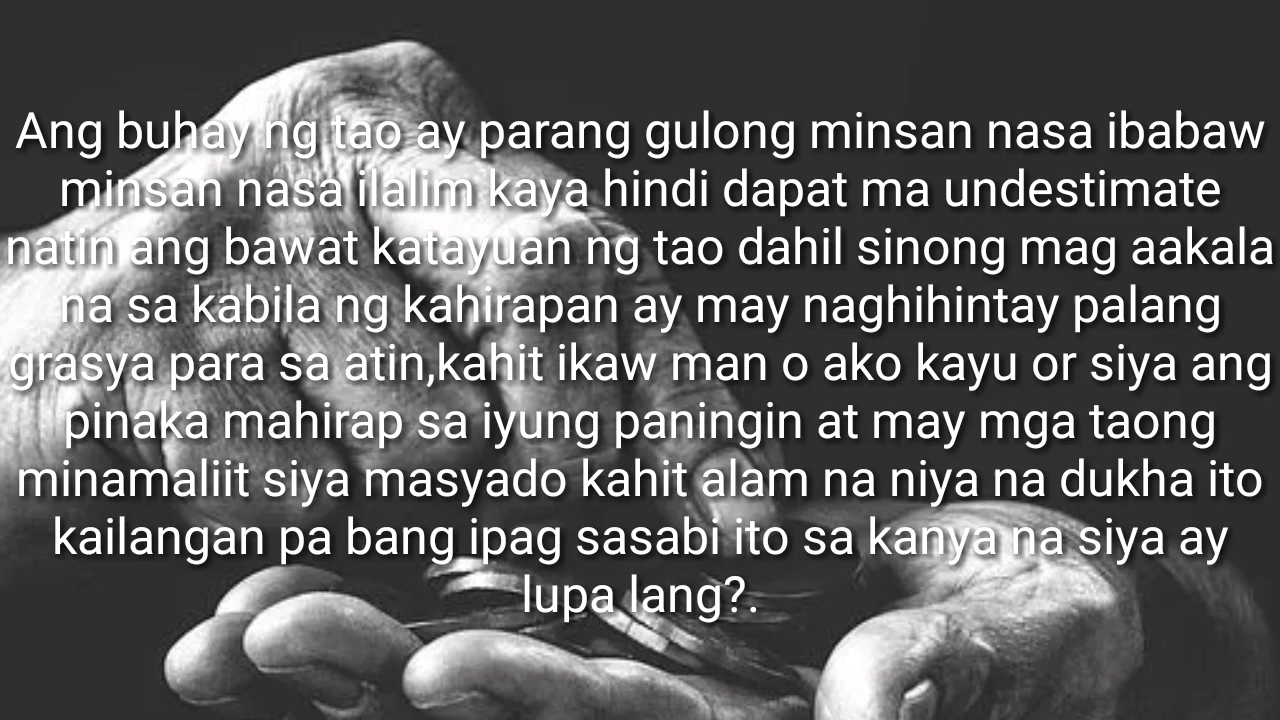 Ang buhay ng tao ay parang gulong minsan nasa ibabaw
minsan nasa ilalim kaya hindi dapat ma undestimate
natin ang bawat katayuan ng tao dahil sinong mag aakala
na sa kabila ng kahirapan ay may naghihintay palang
grasya para sa atin,kahit ikaw man o ako kayu or siya ang
pinaka mahirap sa iyung paningin at may mga taong
minamaliit siya masyado kahit alam na niya na dukha ito
kailangan pa bang ipag sasabi ito sa kanya na siya ay
lupa lang?.